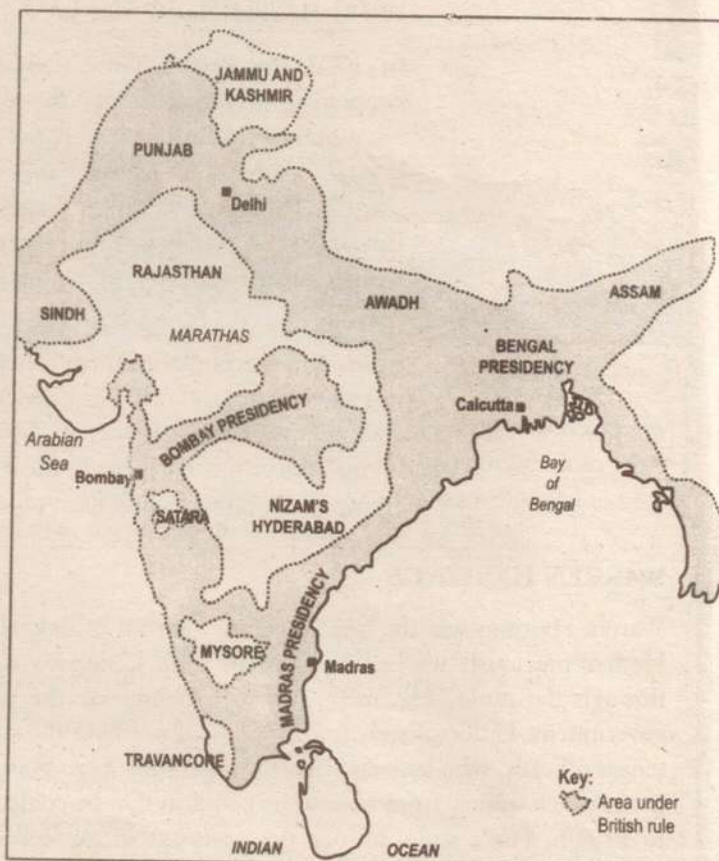 JAMMU AND
KASHMIR
PUNJAB
Delhi
RAJASTHAN
SINDH
MARATHAS
AWADH
ASSAM
BENGAL
PRESIDENCY
Calcutta
BOMBAY PRESIDENCY
Arabian
Sea
Bombay
Bay
of
Bengal
SATARA
NIZAM'S
HYDERABAD
MYSORE
MADRAS PRESIDENCY
Madras
TRAVANCORE
Key:
Area under
British rule
INDIAN OCEAN